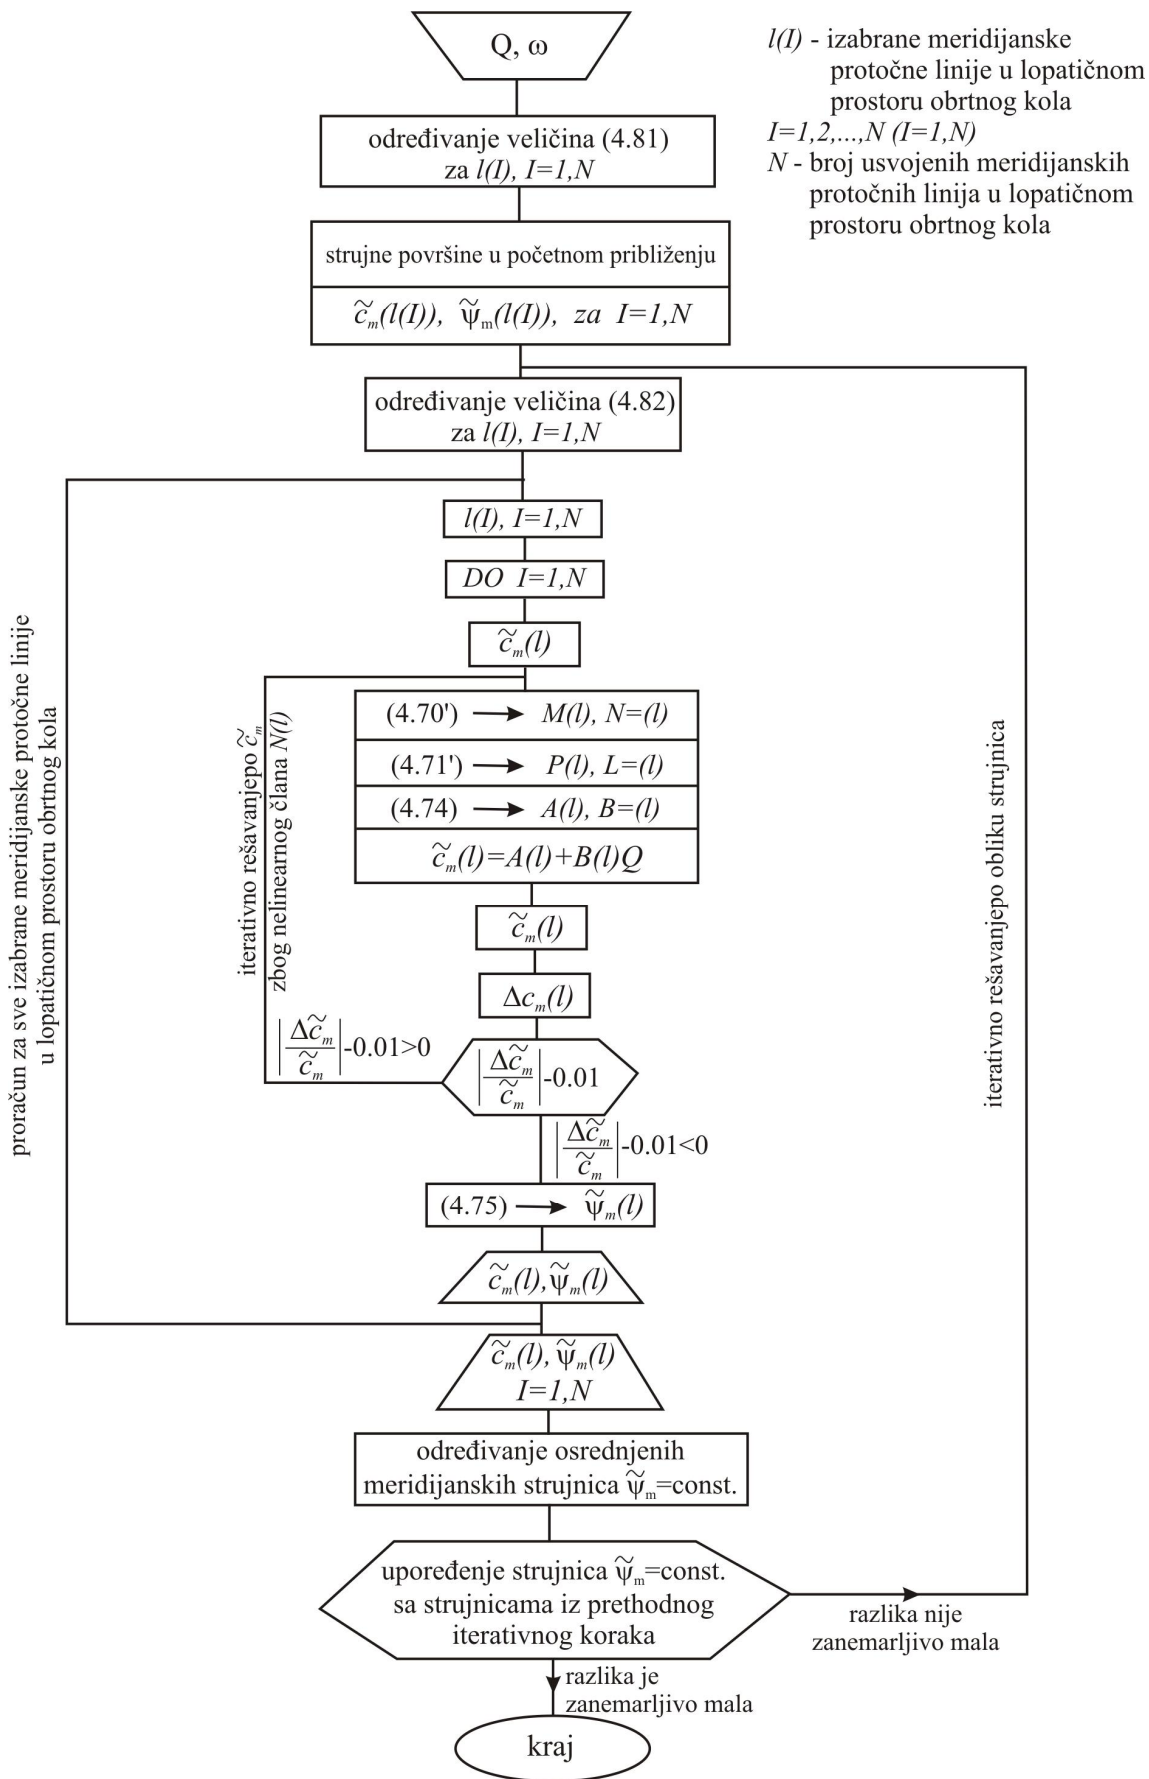 Q, ω
l(I) - izabrane meridijanske
protočne linije u lopatičnom
prostoru obrtnog kola
I=1,2,...,N (I=1,N)
N - broj usvojenih meridijanskih
protočnih linija u lopatičnom
prostoru obrtnog kola
određivanje veličina (4.81)
za l(I), I=1,N
strujne površine u početnom približenju
c̃ₘ(l(I)), ψ̃ₘ(l(I)), za I=1,N
određivanje veličina (4.82)
za l(I), I=1,N
l(I), I=1,N
DO I=1,N
c̃ₘ(l)
(4.70') → M(l), N=(l)
(4.71') → P(l), L=(l)
(4.74) → A(l), B=(l)
c̃ₘ(l)=A(l)+B(l)Q
c̃ₘ(l)
Δcₘ(l)
|Δc̃ₘ/c̃ₘ|-0.01>0
|Δc̃ₘ/c̃ₘ|-0.01
|Δc̃ₘ/c̃ₘ|-0.01<0
(4.75) → ψ̃ₘ(l)
c̃ₘ(l),ψ̃ₘ(l)
c̃ₘ(l),ψ̃ₘ(l)
I=1,N
određivanje osrednjenih
meridijanskih strujnica ψ̃ₘ=const.
upoređenje strujnica ψ̃ₘ=const.
sa strujnicama iz prethodnog
iterativnog koraka
razlika nije
zanemarljivo mala
razlika je
zanemarljivo mala
kraj
proračun za sve izabrane meridijanske protočne linije
u lopatičnom prostoru obrtnog kola
iterativno rešavanjepo c̃ₘ
zbog nelinearnog člana N(l)
iterativno rešavanjepo obliku strujnica